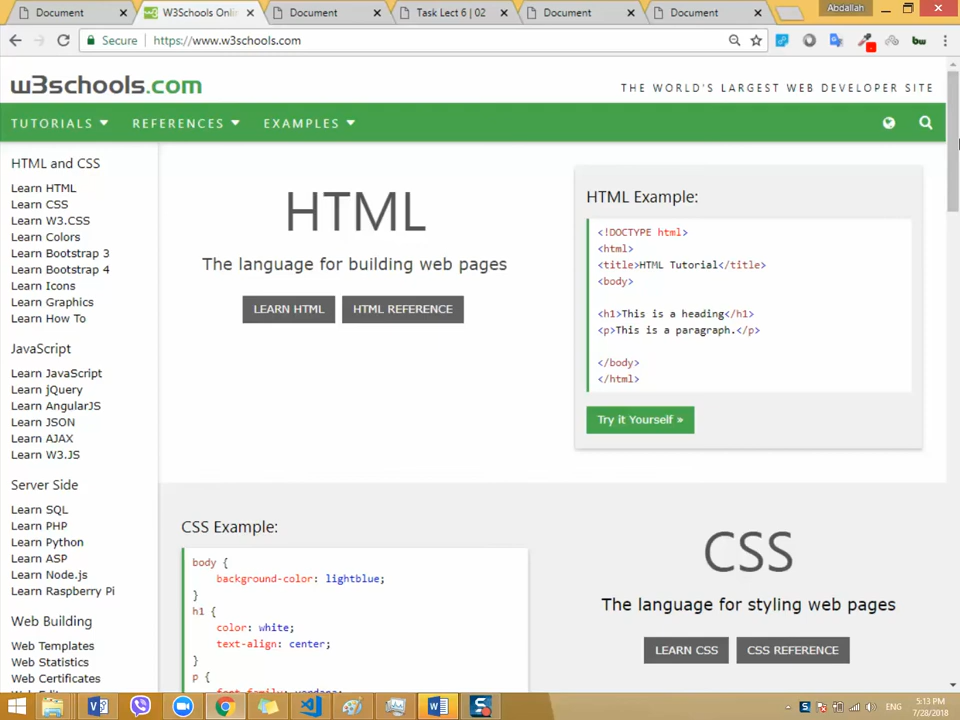 Document
W3Schools Onli
Document
Task Lect 6 | 02
Document
Document
Abdallah
Secure
https://www.w3schools.com
bw
w3schools.com
THE WORLD'S LARGEST WEB DEVELOPER SITE
TUTORIALS
REFERENCES
EXAMPLES
HTML and CSS
Learn HTML
Learn CSS
Learn W3.CSS
Learn Colors
Learn Bootstrap 3
Learn Bootstrap 4
Learn Icons
Learn Graphics
Learn How To
JavaScript
Learn JavaScript
Learn jQuery
Learn AngularJS
Learn JSON
Learn AJAX
Learn W3.JS
Server Side
Learn SQL
Learn PHP
Learn Python
Learn ASP
Learn Node.js
Learn Raspberry Pi
Web Building
Web Templates
Web Statistics
Web Certificates
HTML
The language for building web pages
LEARN HTML
HTML REFERENCE
HTML Example:
<!DOCTYPE html>
<html>
<title>HTML Tutorial</title>
<body>
<h1>This is a heading</h1>
<p>This is a paragraph.</p>
</body>
</html>
Try it Yourself »
CSS Example:
body {
background-color: lightblue;
}
h1 {
color: white;
text-align: center;
}
p {
CSS
The language for styling web pages
LEARN CSS
CSS REFERENCE
ENG
5:13 PM
7/28/2018